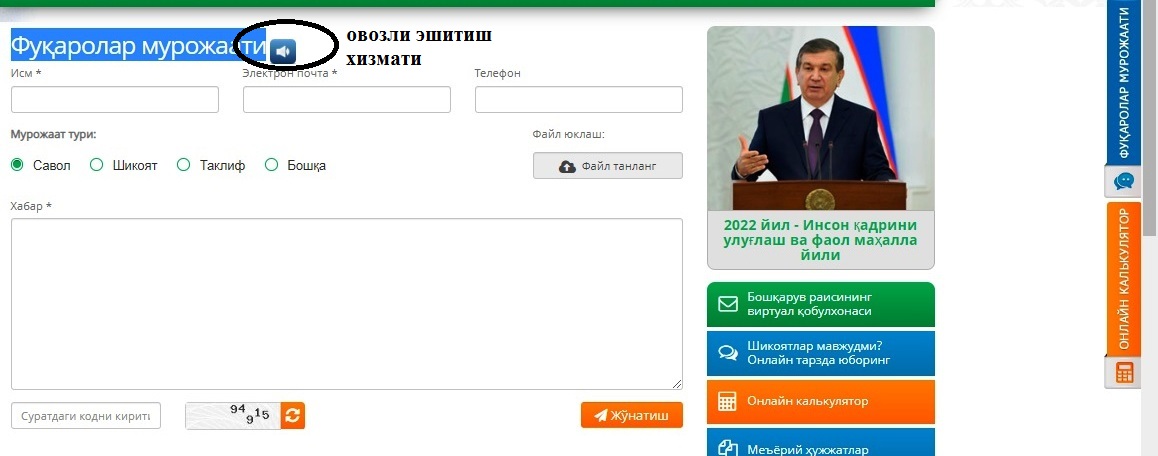 Фуқаролар мурожаати
овозли эшитиш
хизмати
Исм *
Электрон почта *
Телефон
Мурожаат тури:
Файл юклаш:
Савол
Шикоят
Таклиф
Бошқа
Файл танланг
Хабар *
Суратдаги кодни кирити
94
9
15
Жўнатиш
2022 йил - Инсон қадрини
улуғлаш ва фаол маҳалла
йили
Бошқарув раисининг
виртуал қобулхонаси
Шикоятлар мавжудми?
Онлайн тарзда юборинг
Онлайн калькулятор
Меъёрий ҳужжатлар
ФУҚАРОЛАР МУРОЖААТИ
ОНЛАЙН КАЛЬКУЛЯТОР